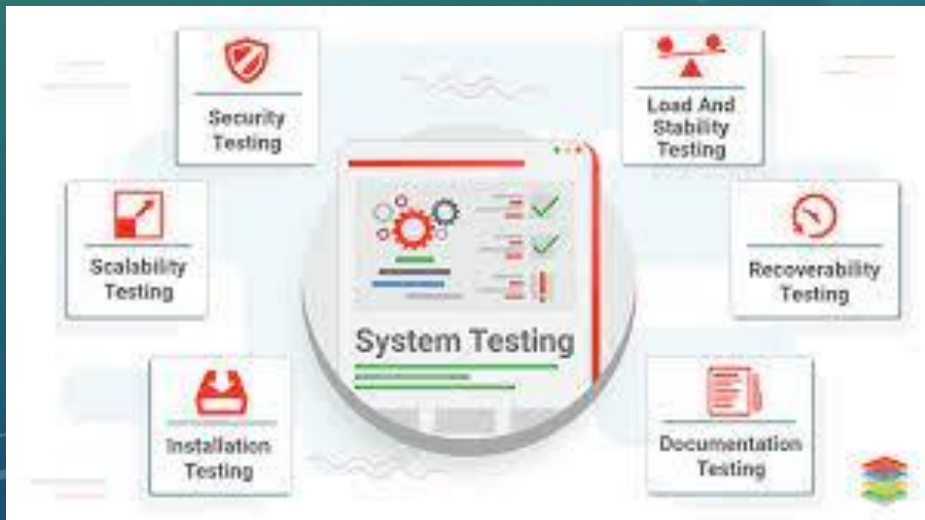 Security
Testing
Load And
Stability
Testing
Scalability
Testing
Recoverability
Testing
System Testing
Installation
Testing
Documentation
Testing